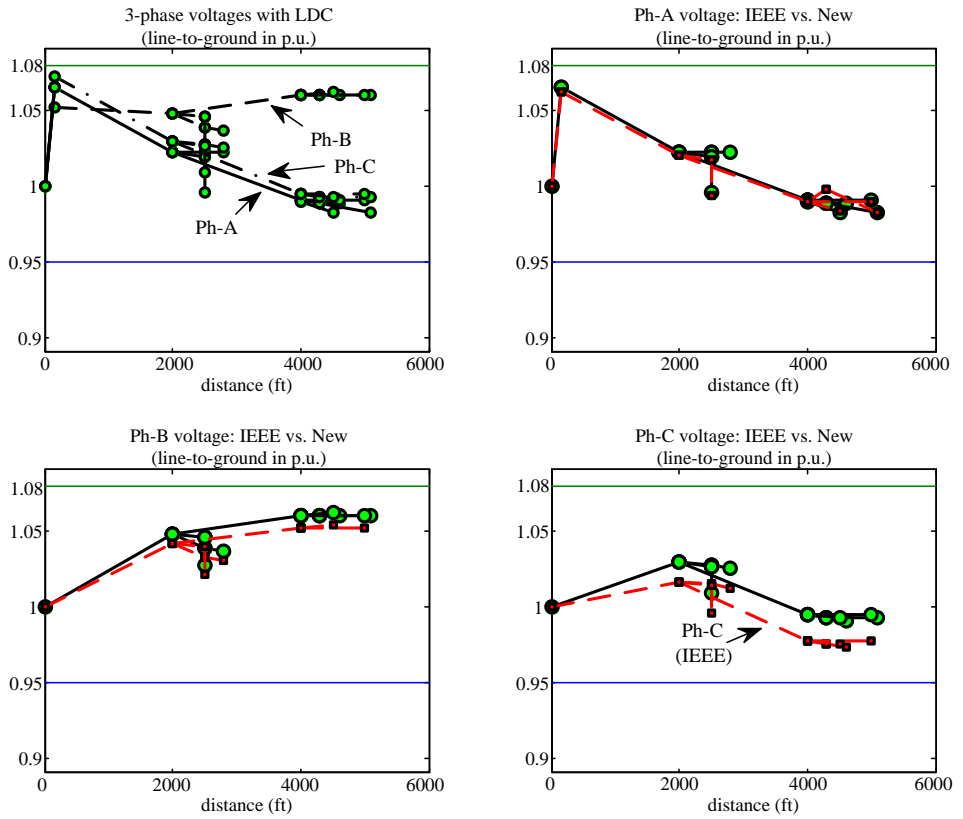 3-phase voltages with LDC
(line-to-ground in p.u.)
1.08
1.05
1
0.95
0.9
Ph-B
Ph-C
Ph-A
0
2000
4000
6000
distance (ft)
Ph-A voltage: IEEE vs. New
(line-to-ground in p.u.)
1.08
1.05
1
0.95
0.9
0
2000
4000
6000
distance (ft)
Ph-B voltage: IEEE vs. New
(line-to-ground in p.u.)
1.08
1.05
1
0.95
0.9
0
2000
4000
6000
distance (ft)
Ph-C voltage: IEEE vs. New
(line-to-ground in p.u.)
1.08
1.05
1
0.95
0.9
Ph-C
(IEEE)
0
2000
4000
6000
distance (ft)